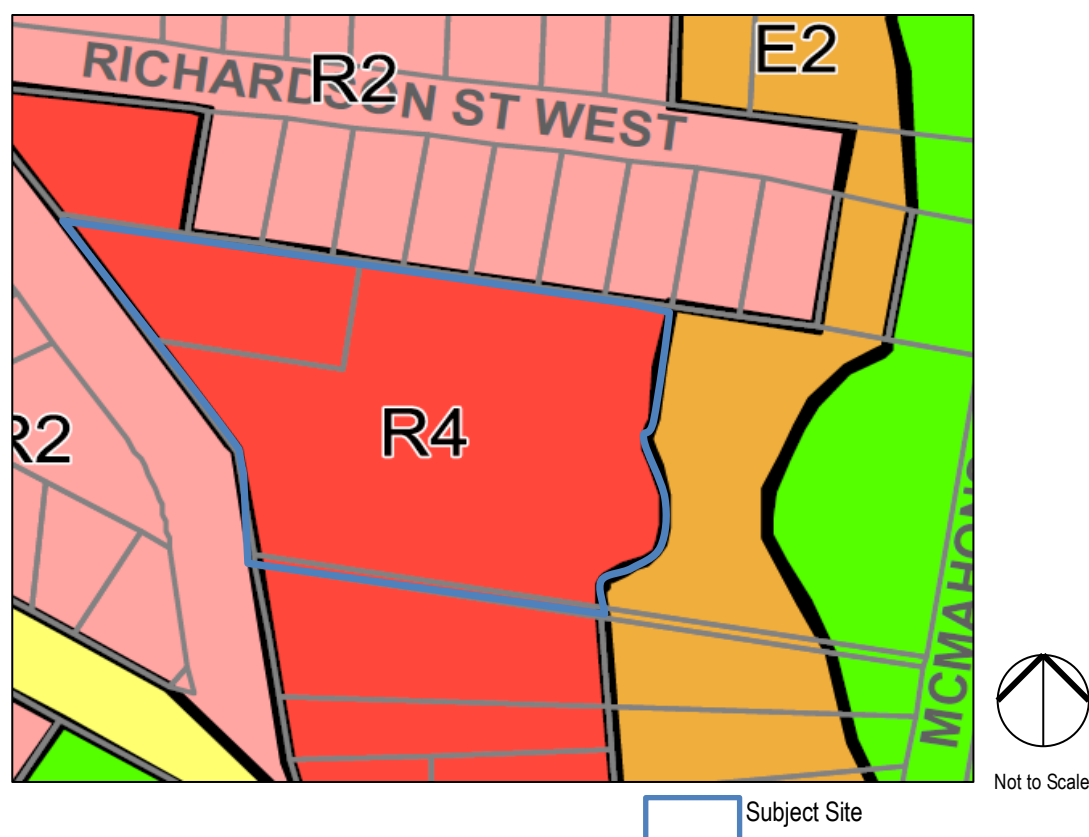 E2
R2
RICHARDSON ST WEST
R4
R2
MCMAHONS
Not to Scale
Subject Site